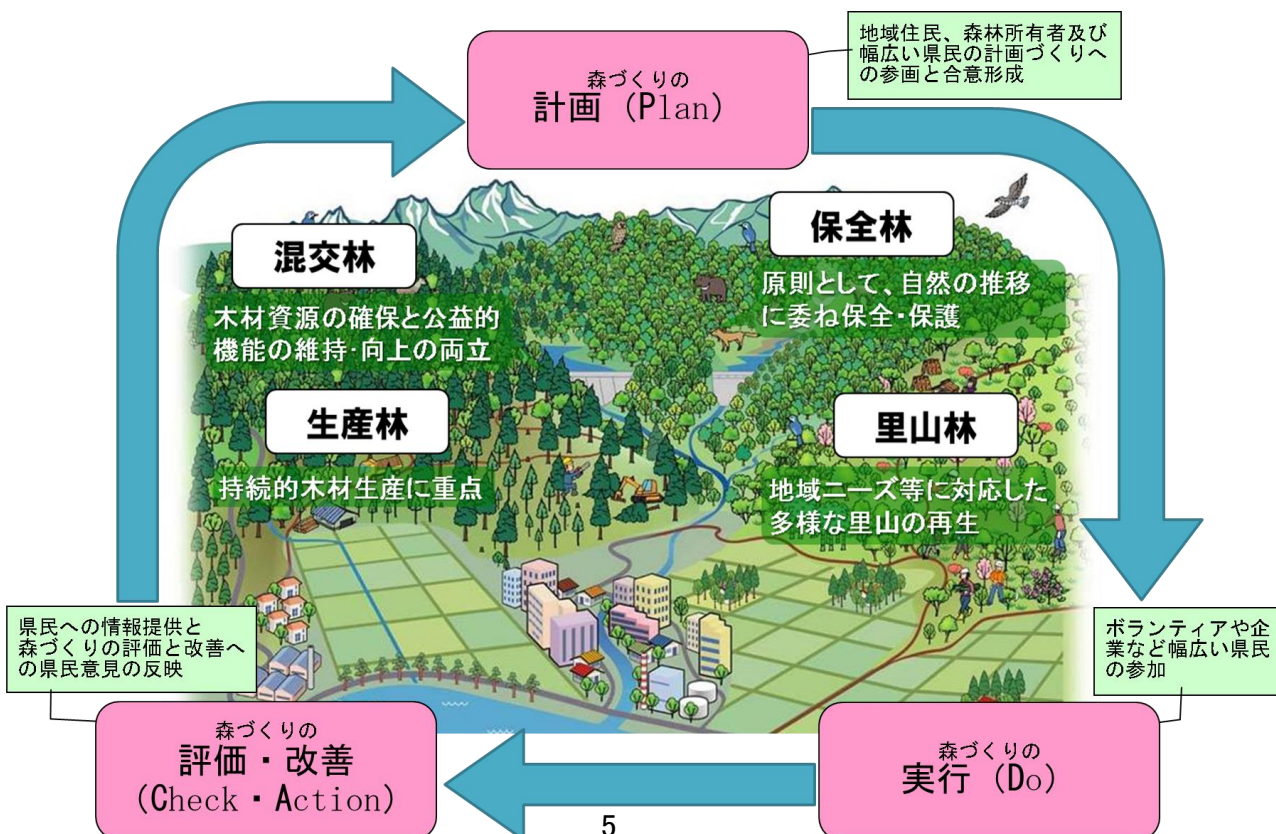 地域住民、森林所有者及び
幅広い県民の計画づくりへ
の参画と合意形成
森づくりの
計画（Plan）
混交林
木材資源の確保と公益的
機能の維持・向上の両立
保全林
原則として、自然の推移
に委ね保全・保護
生産林
持続的木材生産に重点
里山林
地域ニーズ等に対応した
多様な里山の再生
県民への情報提供と
森づくりの評価と改善へ
の県民意見の反映
ボランティアや企
業など幅広い県民
の参加
森づくりの
評価・改善
（Check・Action）
森づくりの
実行（Do）
5